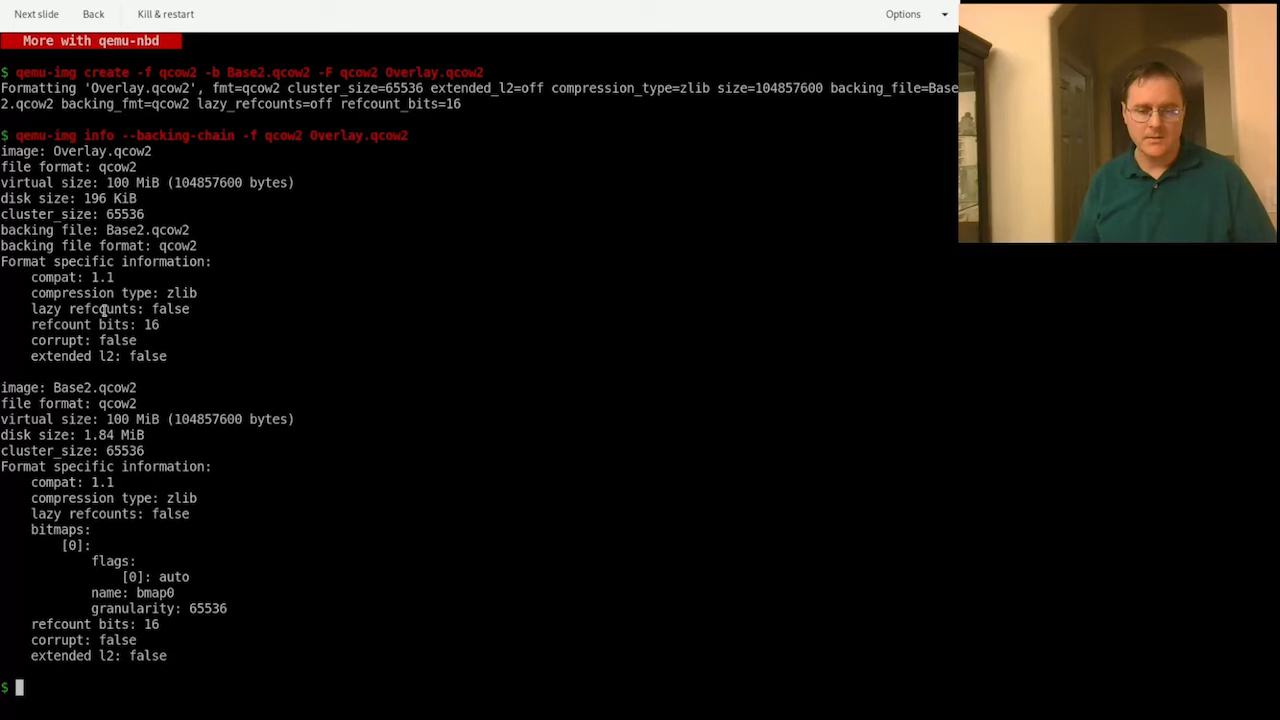 Next slide Back Kill & restart Options
More with qemu-nbd
$ qemu-img create -f qcow2 -b Base2.qcow2 -F qcow2 Overlay.qcow2
Formatting 'Overlay.qcow2', fmt=qcow2 cluster_size=65536 extended_l2=off compression_type=zlib size=104857600 backing_file=Base
2.qcow2 backing_fmt=qcow2 lazy_refcounts=off refcount_bits=16
$ qemu-img info --backing-chain -f qcow2 Overlay.qcow2
image: Overlay.qcow2
file format: qcow2
virtual size: 100 MiB (104857600 bytes)
disk size: 196 KiB
cluster_size: 65536
backing file: Base2.qcow2
backing file format: qcow2
Format specific information:
compat: 1.1
compression type: zlib
lazy refcounts: false
refcount bits: 16
corrupt: false
extended l2: false
image: Base2.qcow2
file format: qcow2
virtual size: 100 MiB (104857600 bytes)
disk size: 1.84 MiB
cluster_size: 65536
Format specific information:
compat: 1.1
compression type: zlib
lazy refcounts: false
bitmaps:
[0]:
flags:
[0]: auto
name: bmap0
granularity: 65536
refcount bits: 16
corrupt: false
extended l2: false
$